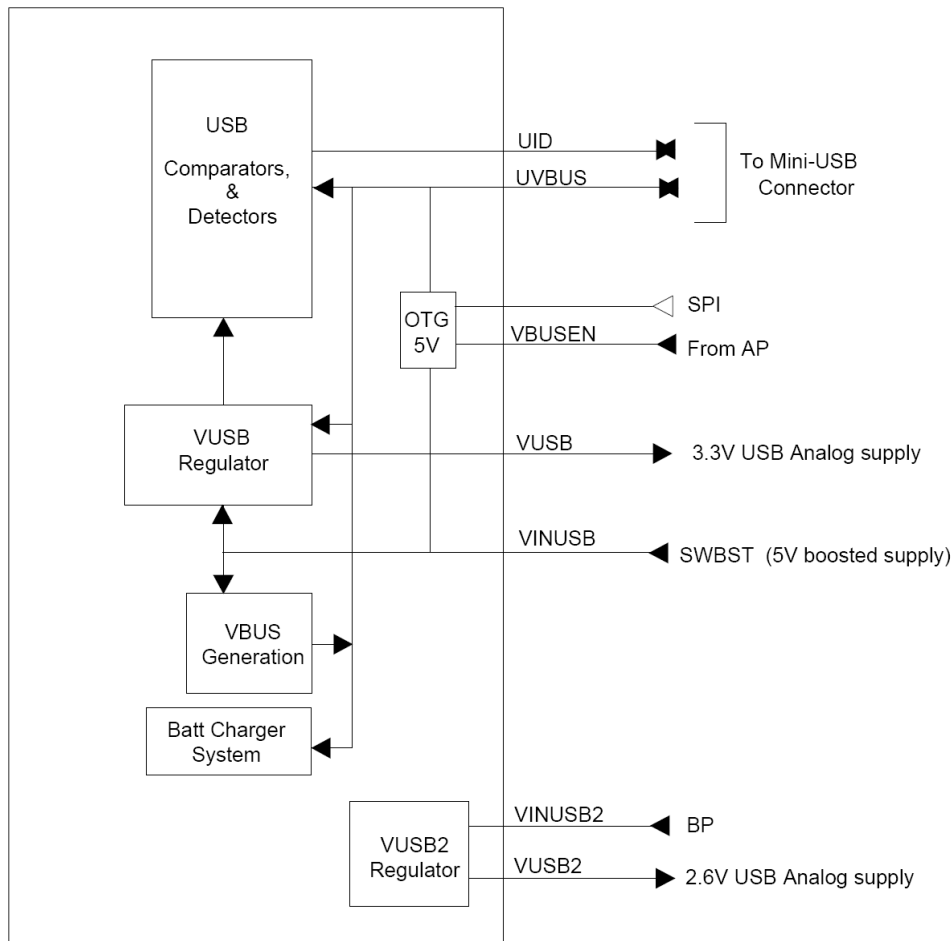 USB
Comparators,
&
Detectors
UID
UVBUS
To Mini-USB
Connector
OTG
5V
SPI
VBUSEN
From AP
VUSB
Regulator
VUSB
3.3V USB Analog supply
VINUSB
SWBST (5V boosted supply)
VBUS
Generation
Batt Charger
System
VUSB2
Regulator
VINUSB2
BP
VUSB2
2.6V USB Analog supply